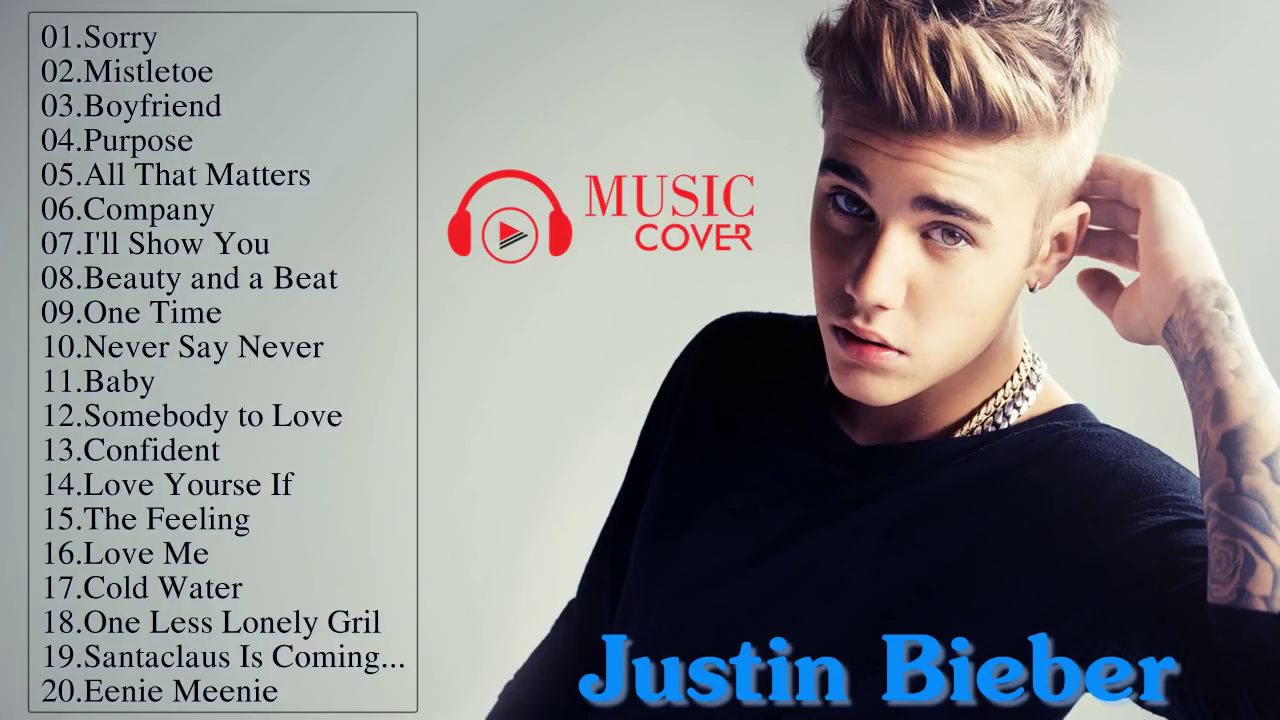 01.Sorry
02.Mistletoe
03.Boyfriend
04.Purpose
05.All That Matters
06.Company
07.I'll Show You
08.Beauty and a Beat
09.One Time
10.Never Say Never
11.Baby
12.Somebody to Love
13.Confident
14.Love Yourse If
15.The Feeling
16.Love Me
17.Cold Water
18.One Less Lonely Gril
19.Santaclaus Is Coming...
20.Eenie Meenie
MUSIC
COVER
Justin Bieber